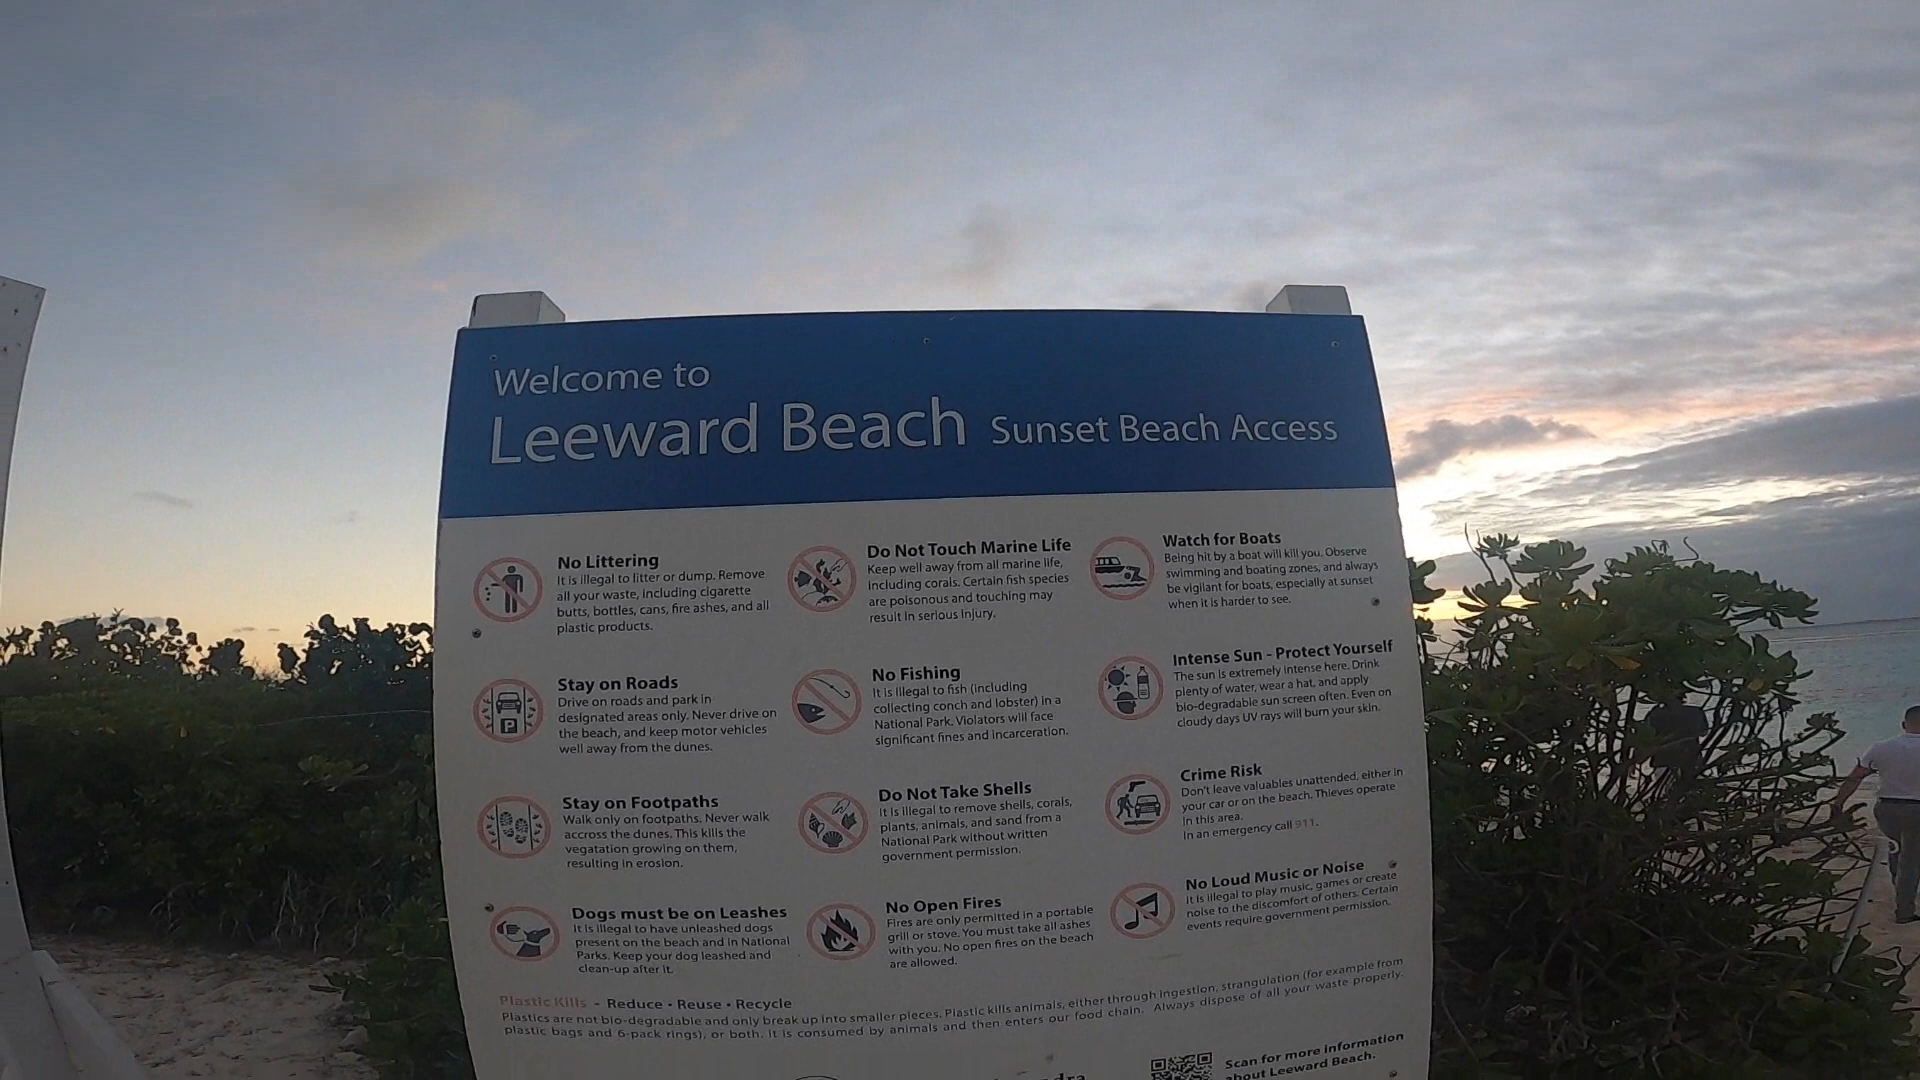 Welcome to
Leeward Beach Sunset Beach Access
No Littering
It is illegal to litter or dump. Remove
all your waste, including cigarette
butts, bottles, cans, fire ashes, and all
plastic products.
Stay on Roads
Drive on roads and park in
designated areas only. Never drive on
the beach, and keep motor vehicles
well away from the dunes.
Stay on Footpaths
Walk only on footpaths. Never walk
accross the dunes. This kills the
vegatation growing on them,
resulting in erosion.
Dogs must be on Leashes
It is illegal to have unleashed dogs
present on the beach and in National
Parks. Keep your dog leashed and
clean-up after it.
Do Not Touch Marine Life
Keep well away from all marine life,
including corals. Certain fish species
are poisonous and touching may
result in serious injury.
No Fishing
It is illegal to fish (including
collecting conch and lobster) in a
National Park. Violators will face
significant fines and incarceration.
Do Not Take Shells
It is illegal to remove shells, corals,
plants, animals, and sand from a
National Park without written
government permission.
No Open Fires
Fires are only permitted in a portable
grill or stove. You must take all ashes
with you. No open fires on the beach
are allowed.
Watch for Boats
Being hit by a boat will kill you. Observe
swimming and boating zones, and always
be vigilant for boats, especially at sunset
when it is harder to see.
Intense Sun - Protect Yourself
The sun is extremely intense here. Drink
plenty of water, wear a hat, and apply
bio-degradable sun screen often. Even on
cloudy days UV rays will burn your skin.
Crime Risk
Don't leave valuables unattended, either in
your car or on the beach. Thieves operate
in this area.
In an emergency call 911.
No Loud Music or Noise
It is illegal to play music, games or create
noise to the discomfort of others. Certain
events require government permission.
P
Plastic Kills - Reduce • Reuse • Recycle
Plastics are not bio-degradable and only break up into smaller pieces. Plastic kills animals, either through ingestion, strangulation (for example from
plastic bags and 6-pack rings), or both. It is consumed by animals and then enters our food chain. Always dispose of all your waste properly.
Scan for more information
about Leeward Beach.